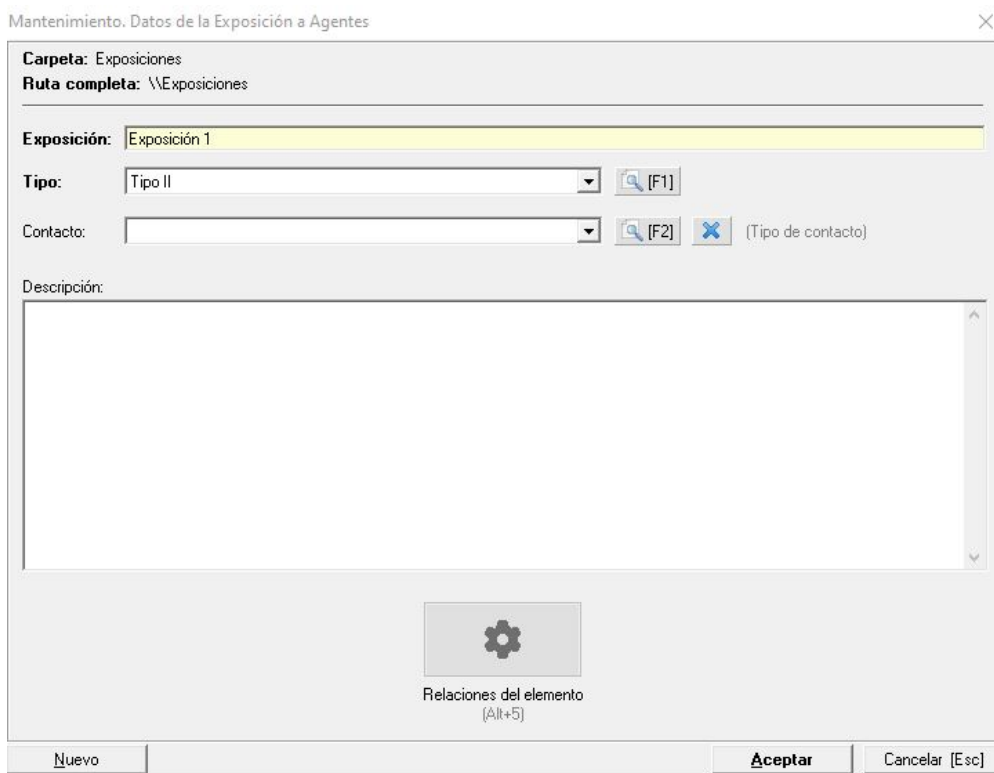 Mantenimiento. Datos de la Exposición a Agentes
Carpeta: Exposiciones
Ruta completa: \\Exposiciones
Exposición: Exposición 1
Tipo: Tipo II [F1]
Contacto: [F2] (Tipo de contacto)
Descripción:
Relaciones del elemento
(Alt+5)
Nuevo Aceptar Cancelar [Esc]